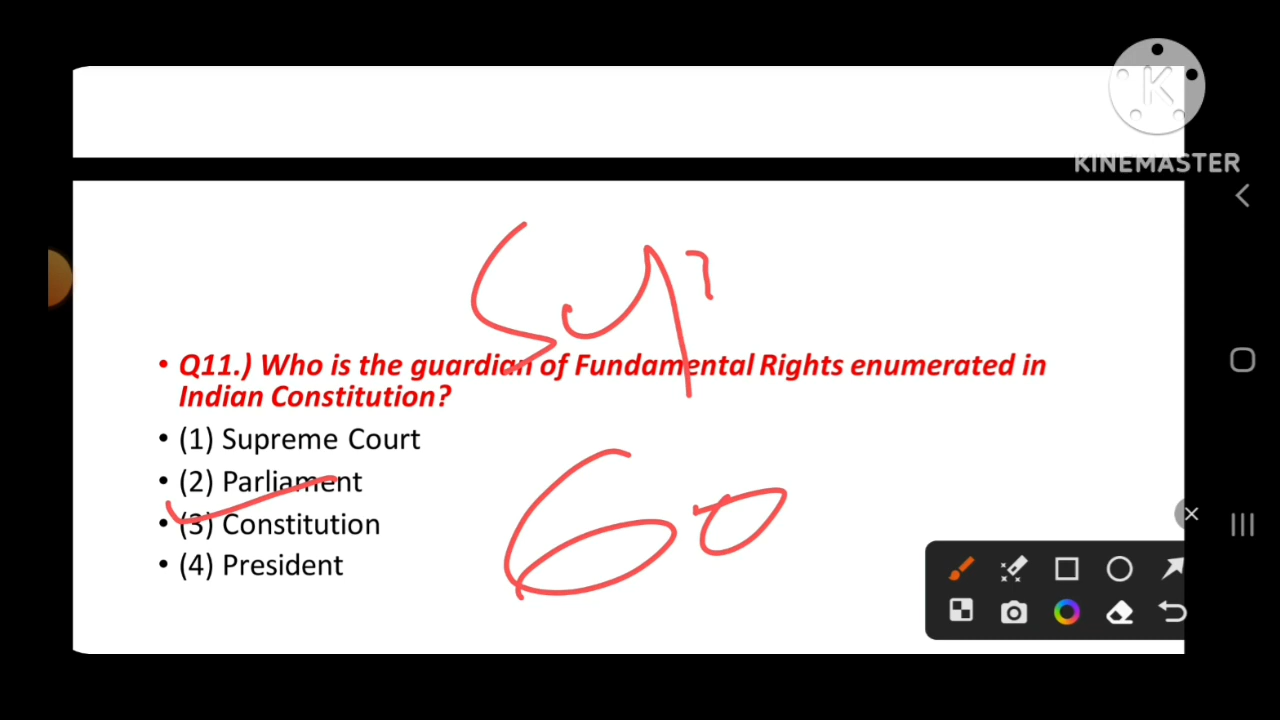 KINEMASTER
• Q11.) Who is the guardian of Fundamental Rights enumerated in
Indian Constitution?
• (1) Supreme Court
• (2) Parliament
• (3) Constitution
• (4) President